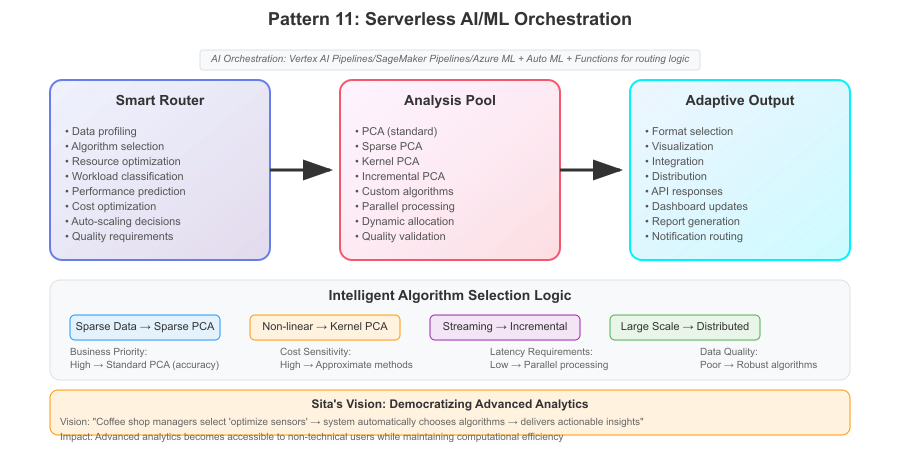 Pattern 11: Serverless AI/ML Orchestration
AI Orchestration: Vertex AI Pipelines/SageMaker Pipelines/Azure ML + Auto ML + Functions for routing logic
Smart Router
• Data profiling
• Algorithm selection
• Resource optimization
• Workload classification
• Performance prediction
• Cost optimization
• Auto-scaling decisions
• Quality requirements
Analysis Pool
• PCA (standard)
• Sparse PCA
• Kernel PCA
• Incremental PCA
• Custom algorithms
• Parallel processing
• Dynamic allocation
• Quality validation
Adaptive Output
• Format selection
• Visualization
• Integration
• Distribution
• API responses
• Dashboard updates
• Report generation
• Notification routing
Intelligent Algorithm Selection Logic
Sparse Data → Sparse PCA
Non-linear → Kernel PCA
Streaming → Incremental
Large Scale → Distributed
Business Priority:
High → Standard PCA (accuracy)
Cost Sensitivity:
High → Approximate methods
Latency Requirements:
Low → Parallel processing
Data Quality:
Poor → Robust algorithms
Sita's Vision: Democratizing Advanced Analytics
Vision: "Coffee shop managers select 'optimize sensors' → system automatically chooses algorithms → delivers actionable insights"
Impact: Advanced analytics becomes accessible to non-technical users while maintaining computational efficiency